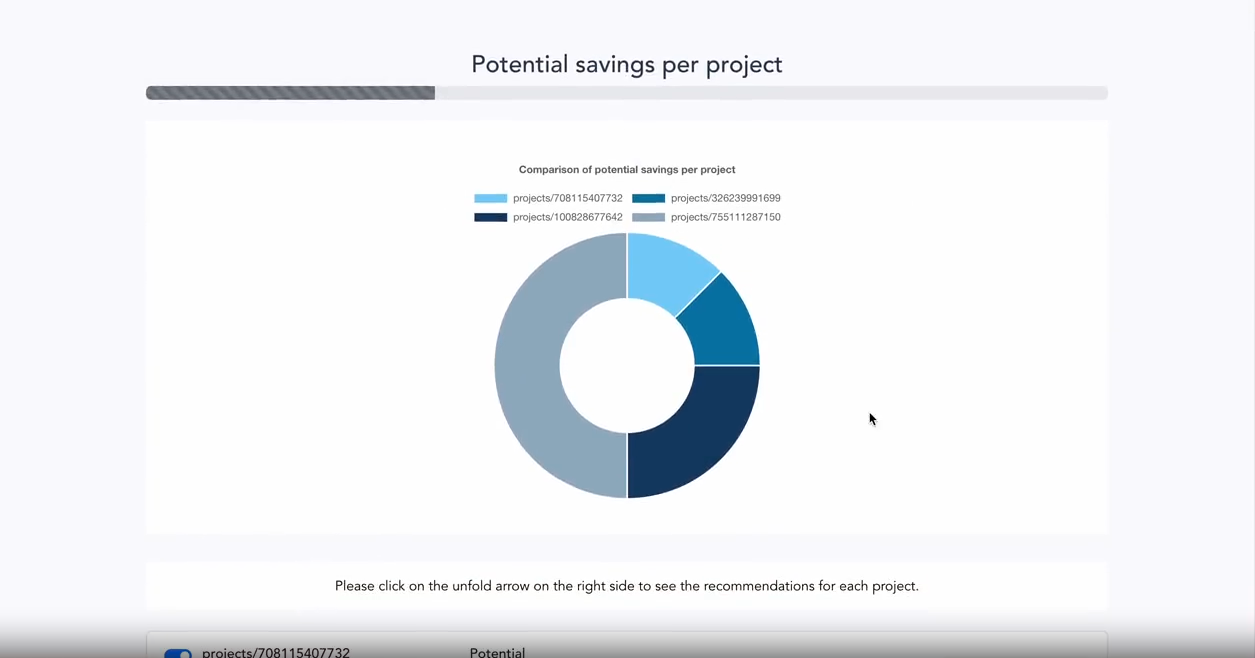 Potential savings per project
Comparison of potential savings per project
projects/708115407732 projects/326239991699
projects/100828677642 projects/755111287150
Please click on the unfold arrow on the right side to see the recommendations for each project.
projects/708115407732 Potential